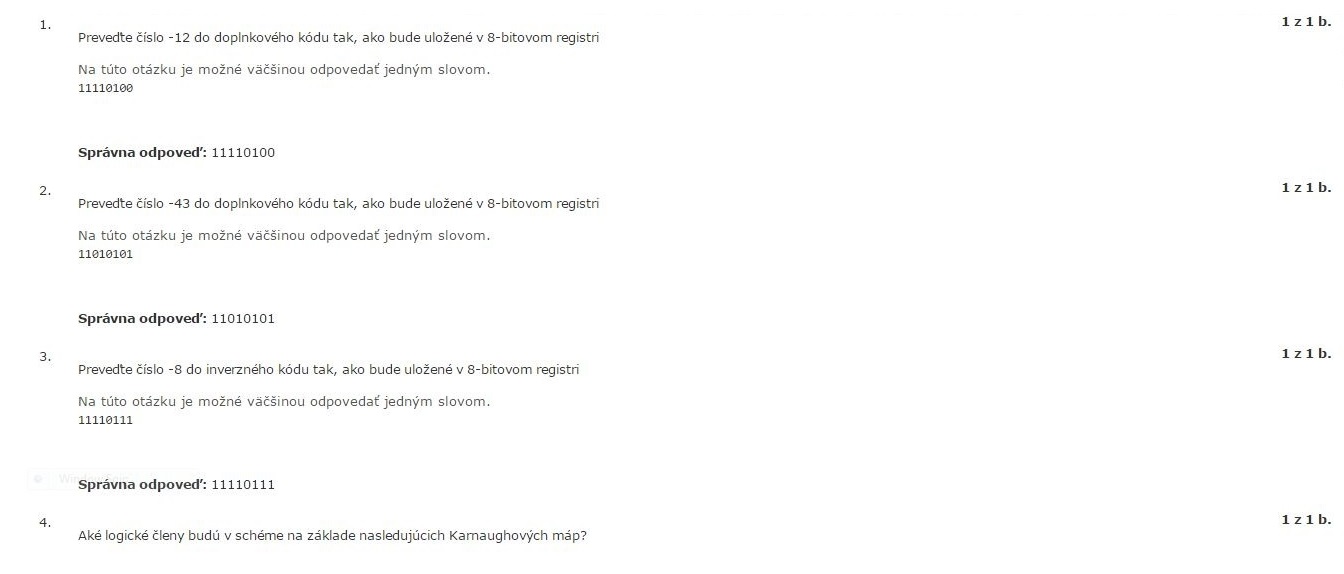 1.
1 z 1 b.
Preveďte číslo -12 do doplnkového kódu tak, ako bude uložené v 8-bitovom registri
Na túto otázku je možné väčšinou odpovedať jedným slovom.
11110100
Správna odpoveď: 11110100
2.
1 z 1 b.
Preveďte číslo -43 do doplnkového kódu tak, ako bude uložené v 8-bitovom registri
Na túto otázku je možné väčšinou odpovedať jedným slovom.
11010101
Správna odpoveď: 11010101
3.
1 z 1 b.
Preveďte číslo -8 do inverzného kódu tak, ako bude uložené v 8-bitovom registri
Na túto otázku je možné väčšinou odpovedať jedným slovom.
11110111
Správna odpoveď: 11110111
4.
1 z 1 b.
Aké logické členy budú v schéme na základe nasledujúcich Karnaughových máp?